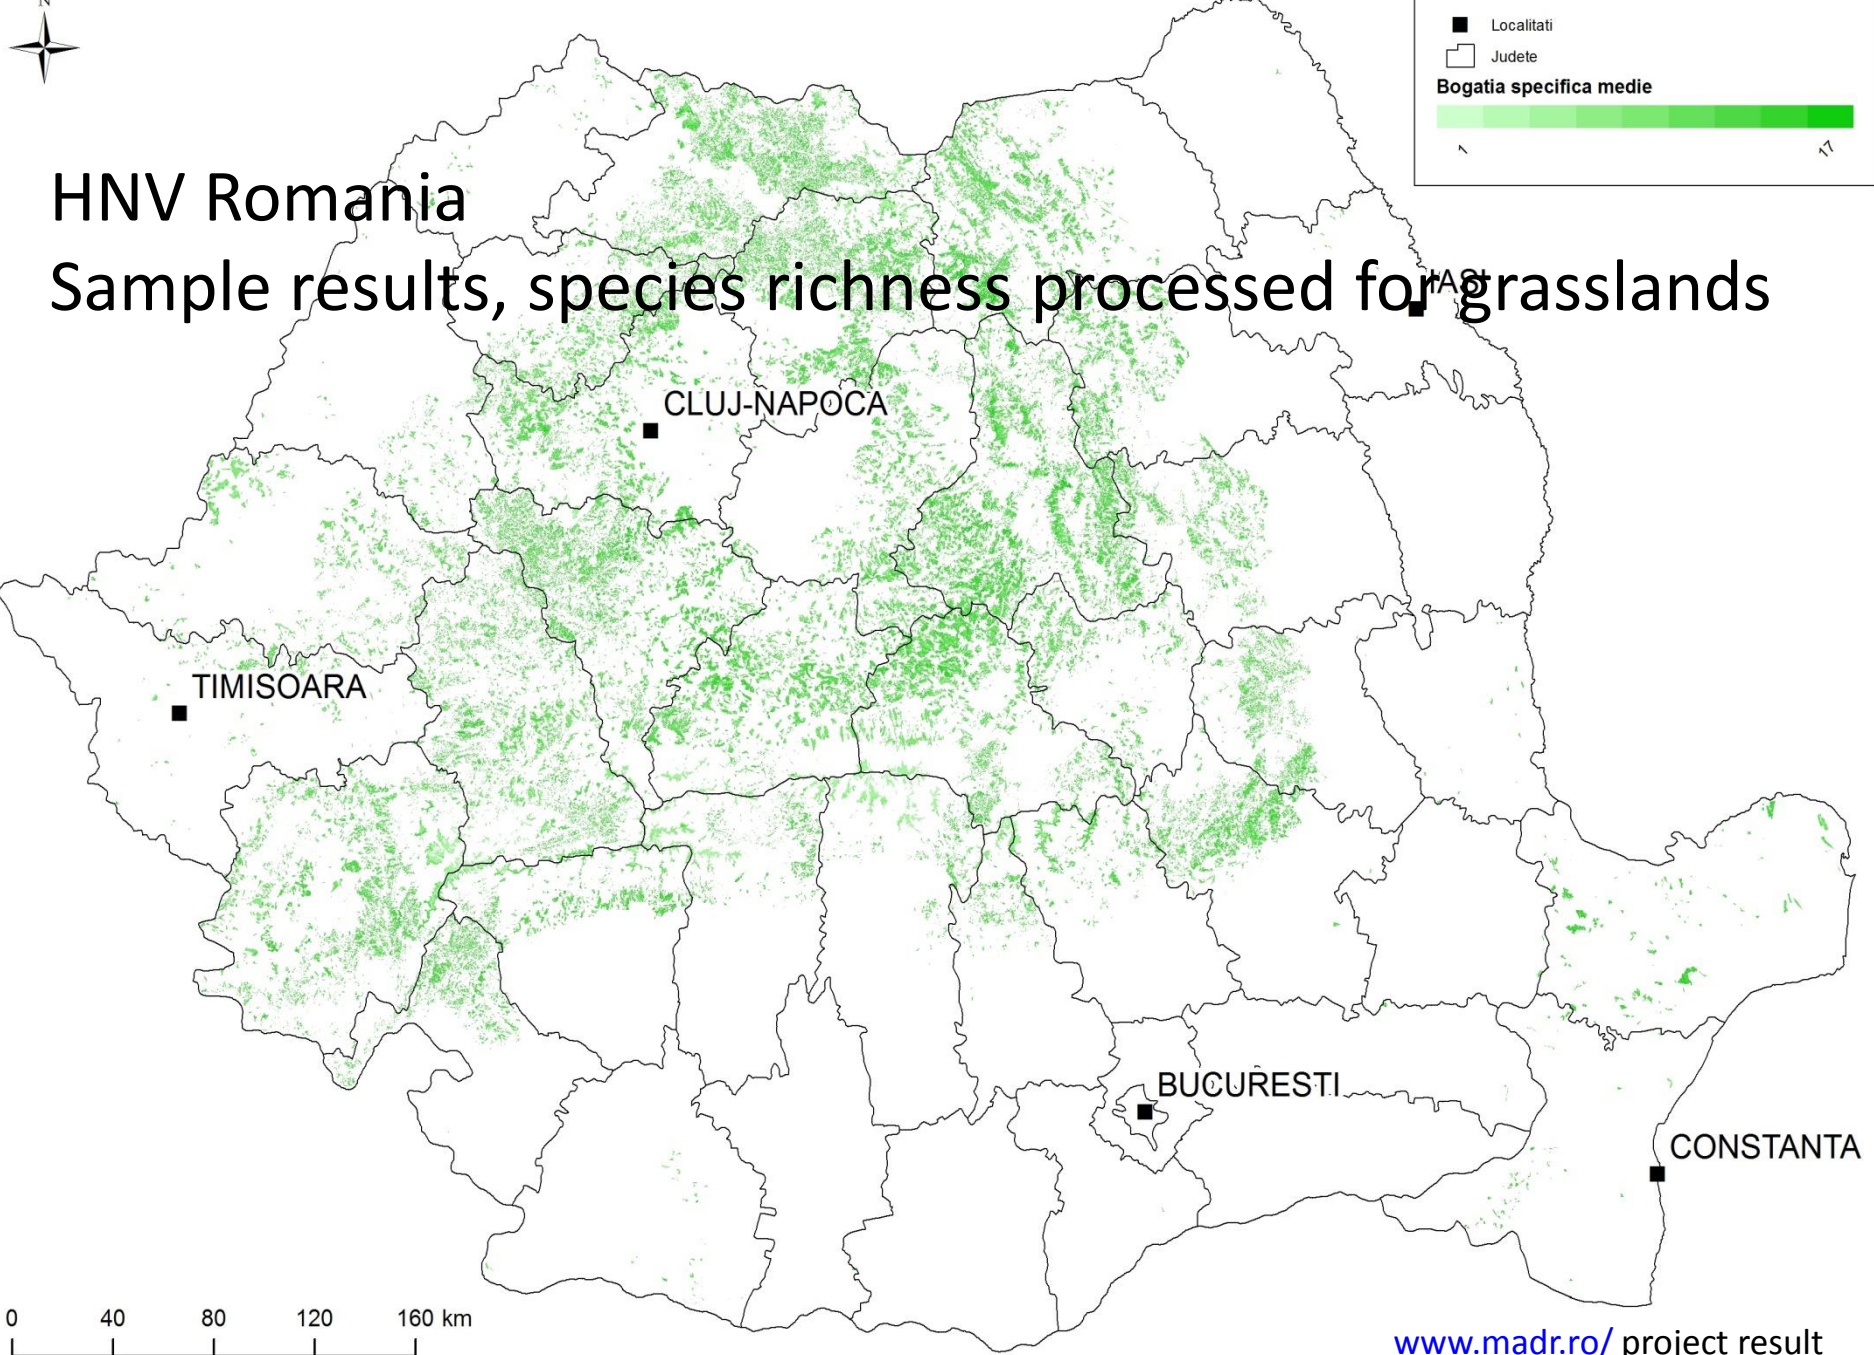 N
Localitati
Judete
Bogatia specifica medie
1
17
HNV Romania
Sample results, species richness processed for grasslands
IASI
CLUJ-NAPOCA
TIMISOARA
BUCURESTI
CONSTANTA
0 40 80 120 160 km
www.madr.ro/ project result